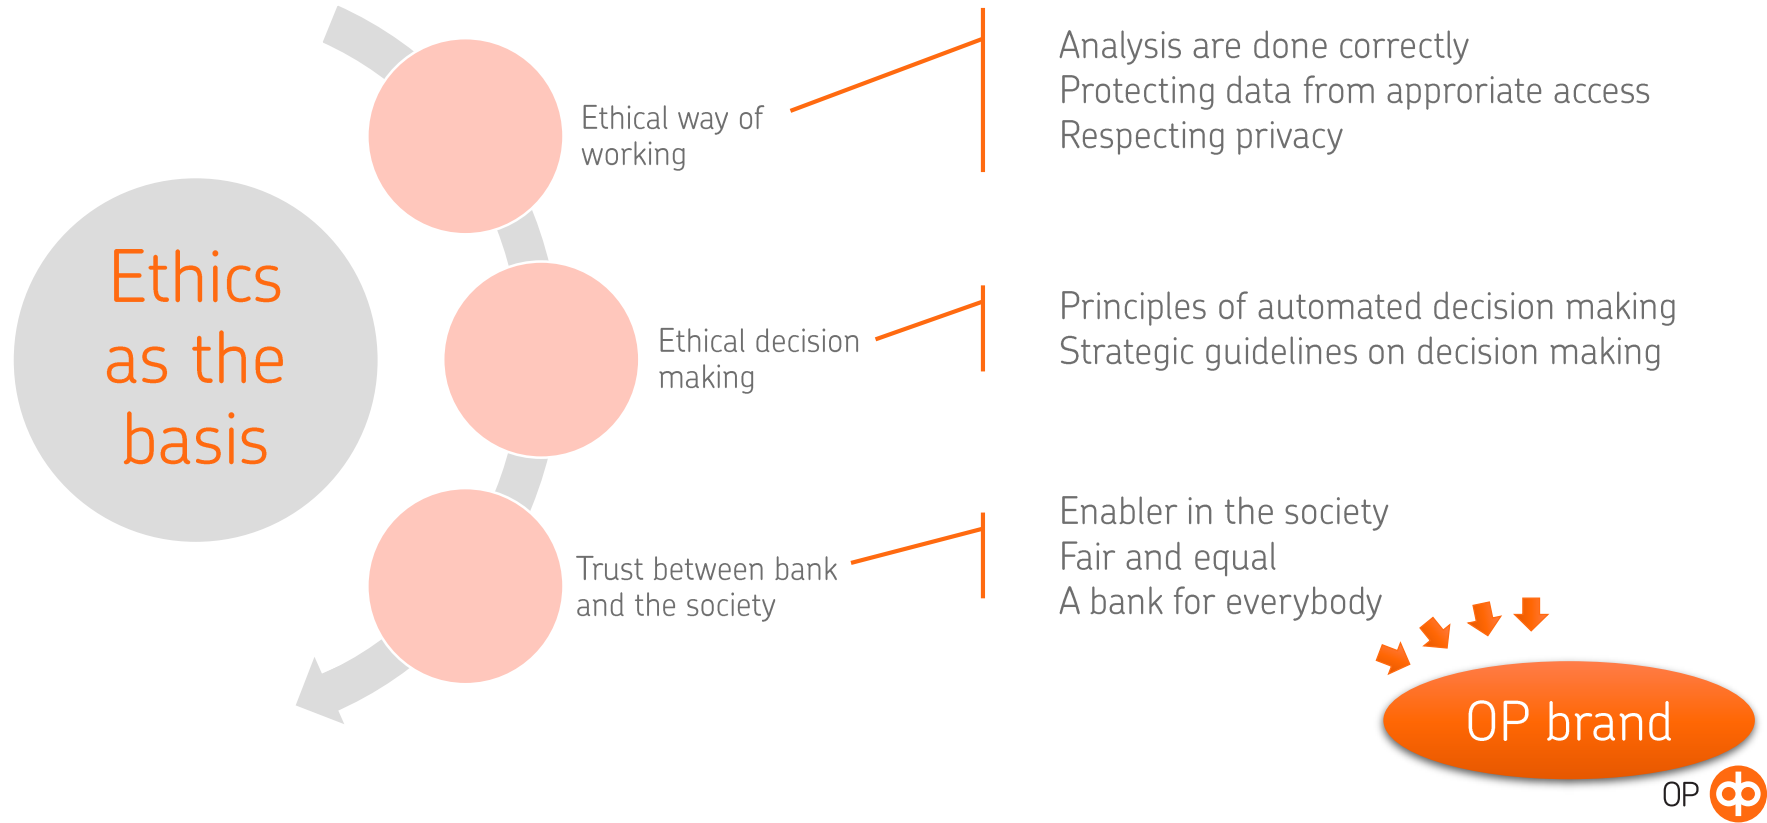 Ethics
as the
basis
Ethical way of
working
Analysis are done correctly
Protecting data from approriate access
Respecting privacy
Ethical decision
making
Principles of automated decision making
Strategic guidelines on decision making
Trust between bank
and the society
Enabler in the society
Fair and equal
A bank for everybody
OP brand
OP